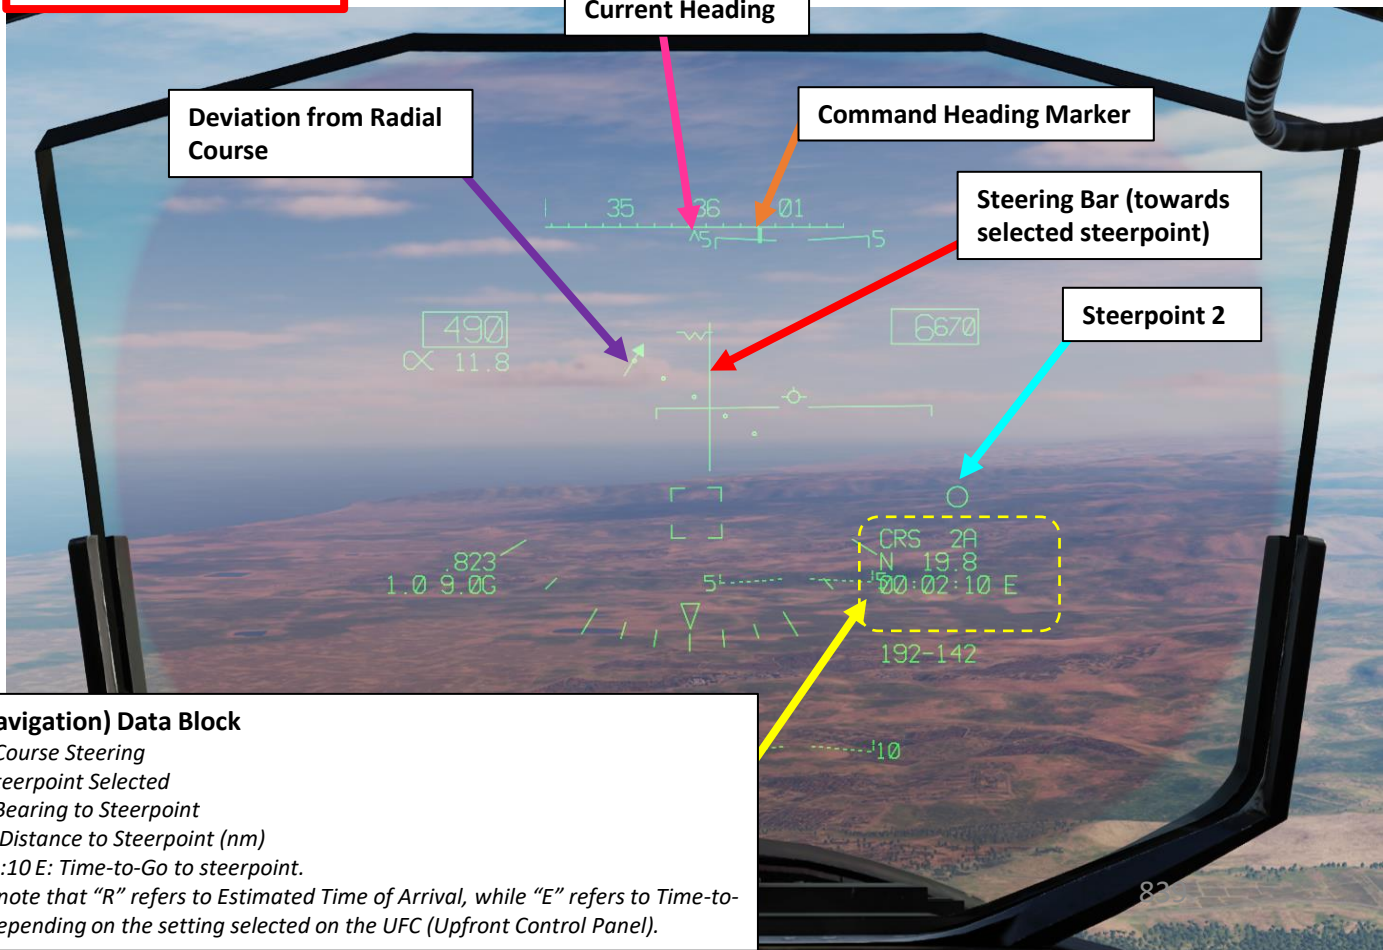 Current Heading
Deviation from Radial
Course
Command Heading Marker
Steering Bar (towards
selected steerpoint)
Steerpoint 2
35 36 01
5 5
490
α 11.8
6670
.823
1.0 9.0G
5 5
CRS 2A
N 19.8
00:02:10 E
192-142
10
avigation) Data Block
Course Steering
teerpoint Selected
Bearing to Steerpoint
Distance to Steerpoint (nm)
:10 E: Time-to-Go to steerpoint.
note that “R” refers to Estimated Time of Arrival, while “E” refers to Time-to-
epending on the setting selected on the UFC (Upfront Control Panel).